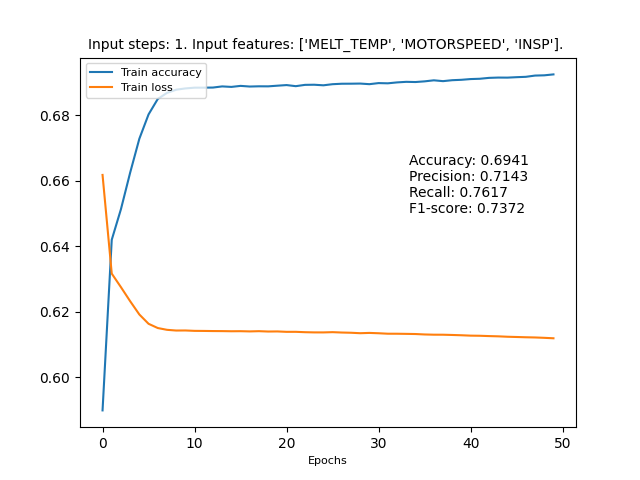 Input steps: 1. Input features: ['MELT_TEMP', 'MOTORSPEED', 'INSP'].
Train accuracy
Train loss
0.68
0.66
0.64
0.62
0.60
Accuracy: 0.6941
Precision: 0.7143
Recall: 0.7617
F1-score: 0.7372
0 10 20 30 40 50
Epochs